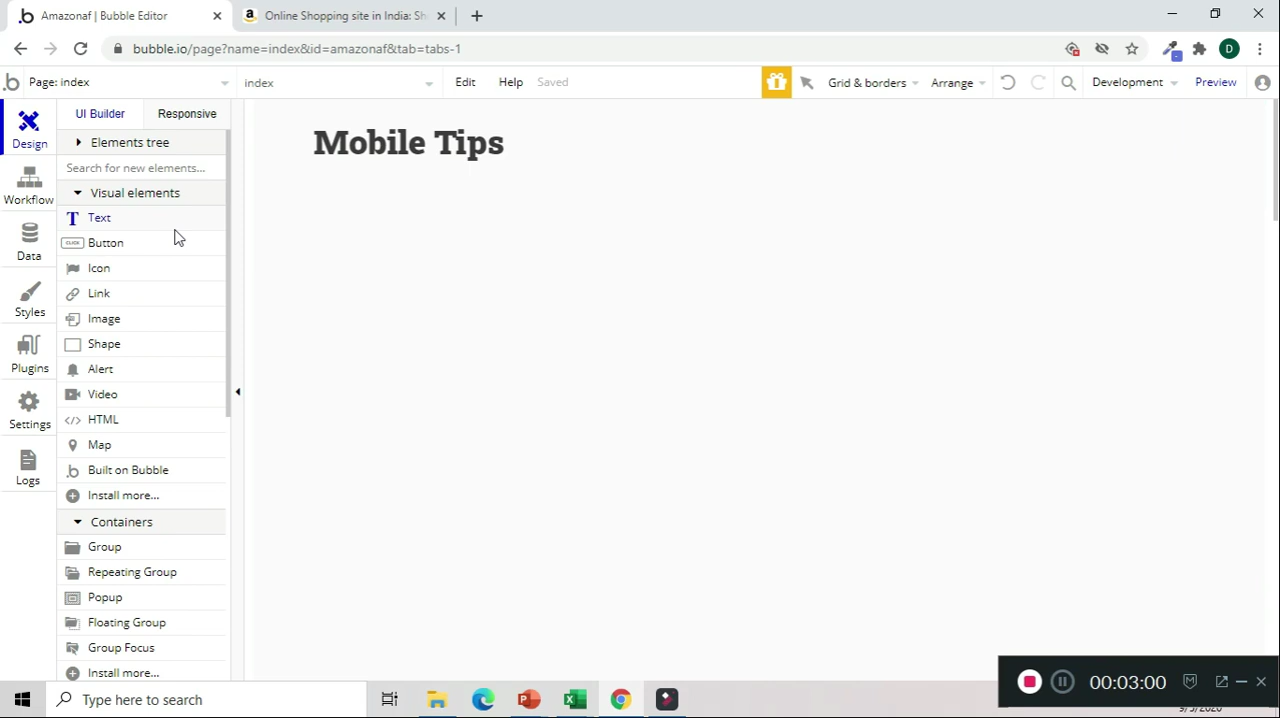 Amazonaf | Bubble Editor
Online Shopping site in India: Sh
bubble.io/page?name=index&id=amazonaf&tab=tabs-1
D
Page: index
index
Edit
Help
Saved
Grid & borders
Arrange
Development
Preview
Design
Workflow
Data
Styles
Plugins
Settings
Logs
UI Builder
Responsive
Elements tree
Search for new elements...
Visual elements
T Text
CLICK Button
Icon
Link
Image
Shape
Alert
Video
</> HTML
Map
Built on Bubble
Install more...
Containers
Group
Repeating Group
Popup
Floating Group
Group Focus
Install more...
Mobile Tips
00:03:00
Type here to search